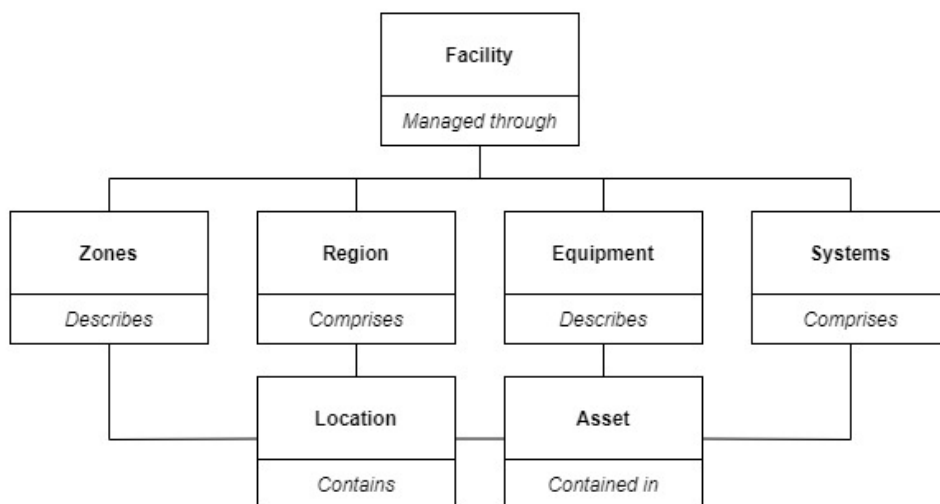 Facility
Managed through
Zones
Region
Equipment
Systems
Describes
Comprises
Describes
Comprises
Location
Asset
Contains
Contained in